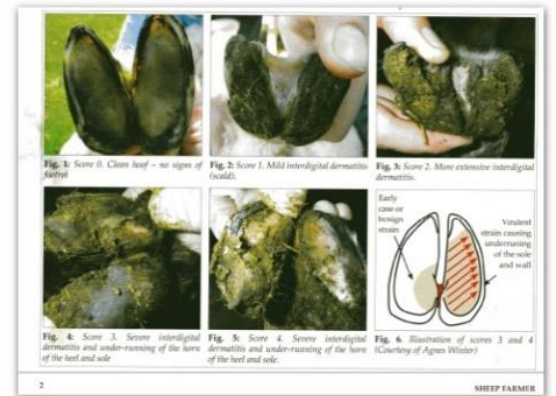 Fig. 1: Score 0. Clean hoof – no signs of
footrot
Fig. 2: Score 1. Mild interdigital dermatitis
(scald).
Fig. 3: Score 2. More extensive interdigital
dermatitis.
Early
case or
benign
strain
Virulent
strain causing
underruning
of the sole
and wall
Fig. 4: Score 3. Severe interdigital
dermatitis and under-running of the horn
of the heel and sole
Fig. 5: Score 4. Severe interdigital
dermatitis and under-running of the horn
of the heel and sole.
Fig. 6. Illustration of scores 3 and 4
(Courtesy of Agnes Winter)
2
SHEEP FARMER